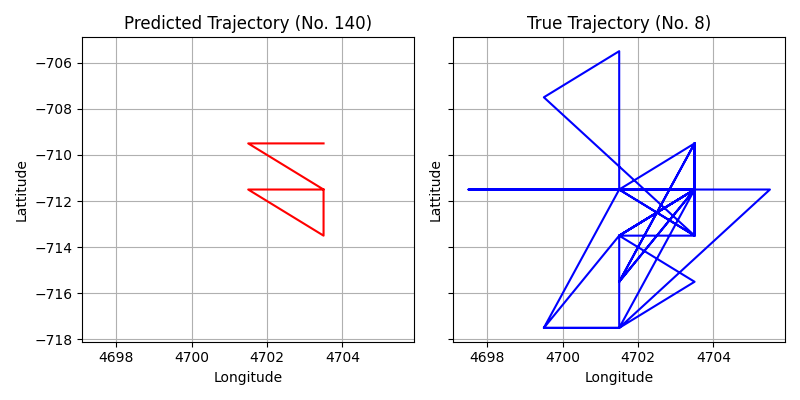 Predicted Trajectory (No. 140)
True Trajectory (No. 8)
−706
−708
−710
−712
−714
−716
−718
Lattitude
Lattitude
4698 4700 4702 4704
4698 4700 4702 4704
Longitude
Longitude